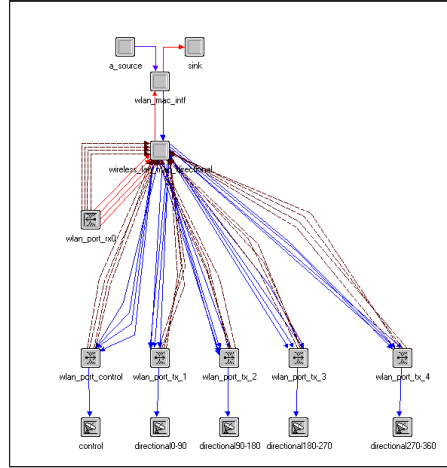 a_source
sink
wlan_mac_intf
wireless_lan_mac_directional
wlan_port_rx0
wlan_port_control
wlan_port_tx_1
wlan_port_tx_2
wlan_port_tx_3
wlan_port_tx_4
control
directional0-90
directional90-180
directional180-270
directional270-360